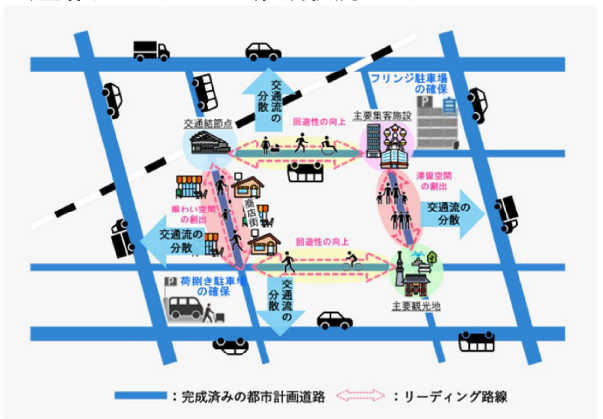 フリンジ駐車場
の確保
P
交通流の
分散
交通結節点
回遊性の向上
主要集客施設
滞留空間
の創出
賑わい空間
の創出
商店街
交通流の
分散
交通流の
分散
回遊性の向上
P 荷捌き駐車場
の確保
交通流の
分散
主要観光地
:完成済みの都市計画道路
:リーディング路線